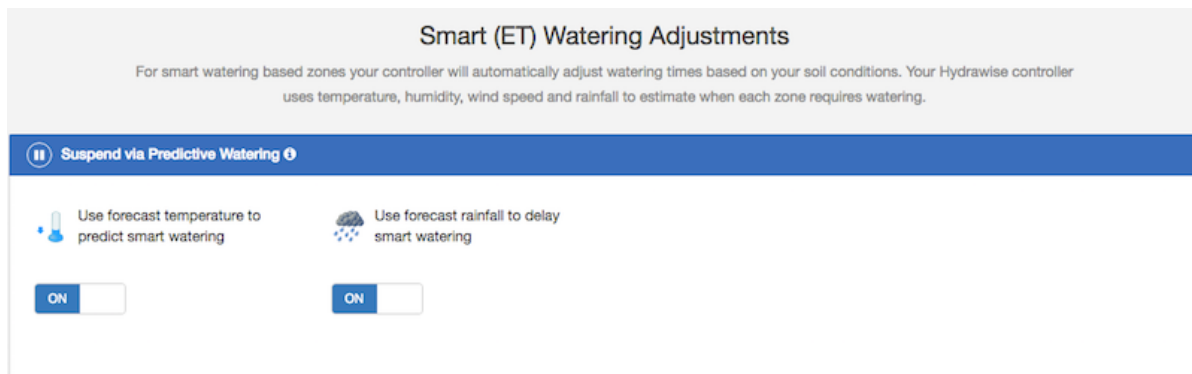 Smart (ET) Watering Adjustments
For smart watering based zones your controller will automatically adjust watering times based on your soil conditions. Your Hydrawise controller
uses temperature, humidity, wind speed and rainfall to estimate when each zone requires watering.
Suspend via Predictive Watering
Use forecast temperature to
predict smart watering
ON
Use forecast rainfall to delay
smart watering
ON